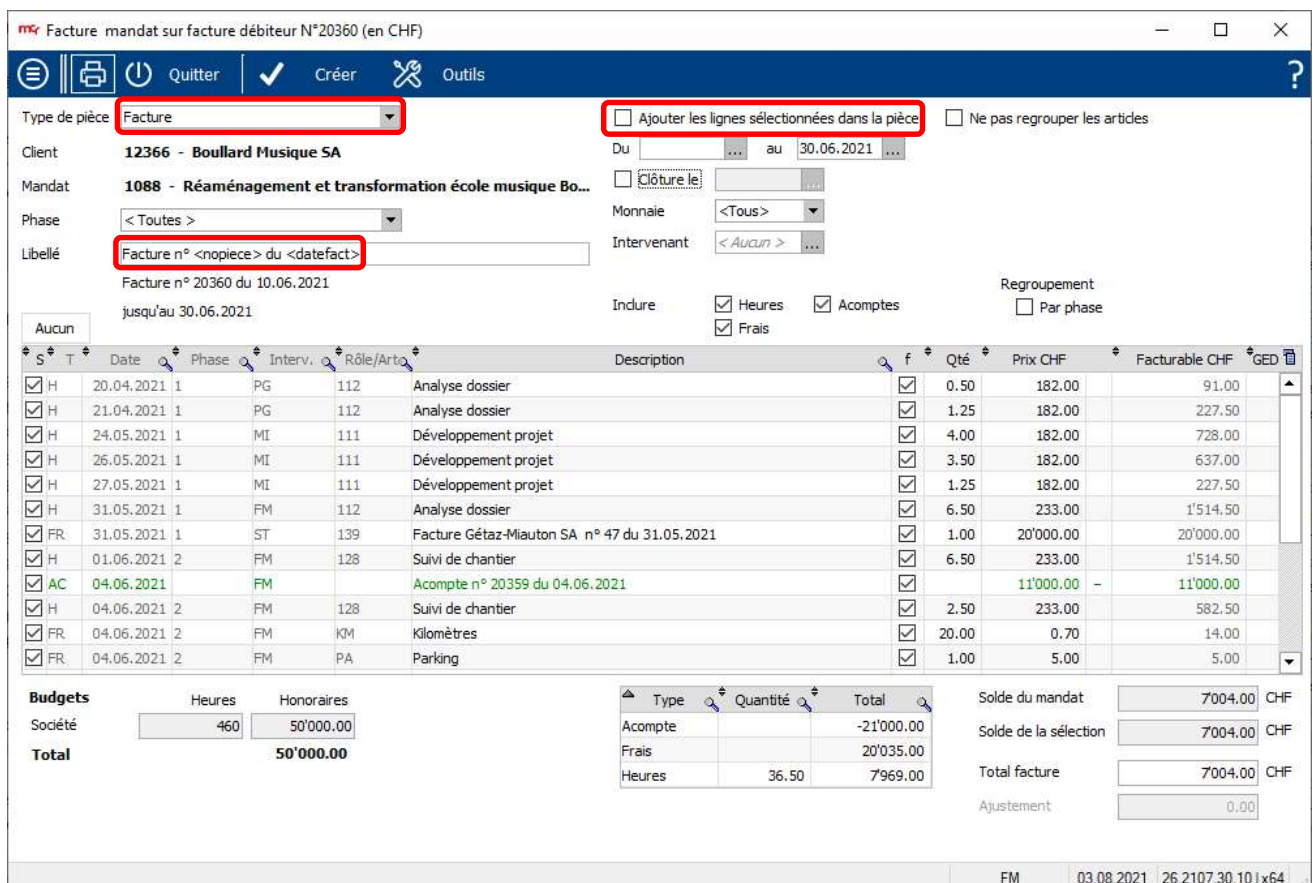 mcr Facture mandat sur facture débiteur N°20360 (en CHF)
Quitter Créer Outils ?
Type de pièce Facture Ajouter les lignes sélectionnées dans la pièce Ne pas regrouper les articles
Client 12366 - Boullard Musique SA Du ... au 30.06.2021 ...
Mandat 1088 - Réaménagement et transformation école musique Bo... Clôture le ...
Phase < Toutes > Monnaie <Tous>
Libellé Facture n° <nopiece> du <datefact> Intervenant < Aucun > ...
Facture n° 20360 du 10.06.2021
jusqu'au 30.06.2021
Inclure Heures Acomptes Regroupement
Frais Par phase
Aucun
S T Date Phase Interv. Rôle/Arto Description f Qté Prix CHF Facturable CHF GED
H 20.04.2021 1 PG 112 Analyse dossier 0.50 182.00 91.00
H 21.04.2021 1 PG 112 Analyse dossier 1.25 182.00 227.50
H 24.05.2021 1 MI 111 Développement projet 4.00 182.00 728.00
H 26.05.2021 1 MI 111 Développement projet 3.50 182.00 637.00
H 27.05.2021 1 MI 111 Développement projet 1.25 182.00 227.50
H 31.05.2021 1 FM 112 Analyse dossier 6.50 233.00 1'514.50
FR 31.05.2021 1 ST 139 Facture Gétaz-Miauton SA n° 47 du 31.05.2021 1.00 20'000.00 20'000.00
H 01.06.2021 2 FM 128 Suivi de chantier 6.50 233.00 1'514.50
AC 04.06.2021 FM Acompte n° 20359 du 04.06.2021 11'000.00 - 11'000.00
H 04.06.2021 2 FM 128 Suivi de chantier 2.50 233.00 582.50
FR 04.06.2021 2 FM KM Kilomètres 20.00 0.70 14.00
FR 04.06.2021 2 FM PA Parking 1.00 5.00 5.00
Budgets Heures Honoraires Type Quantité Total Solde du mandat 7'004.00 CHF
Société 460 50'000.00 Acompte -21'000.00 Solde de la sélection 7'004.00 CHF
Total 50'000.00 Frais 20'035.00
Heures 36.50 7'969.00 Total facture 7'004.00 CHF
Ajustement 0.00
FM 03.08.2021 26.2107.30.10 | x64